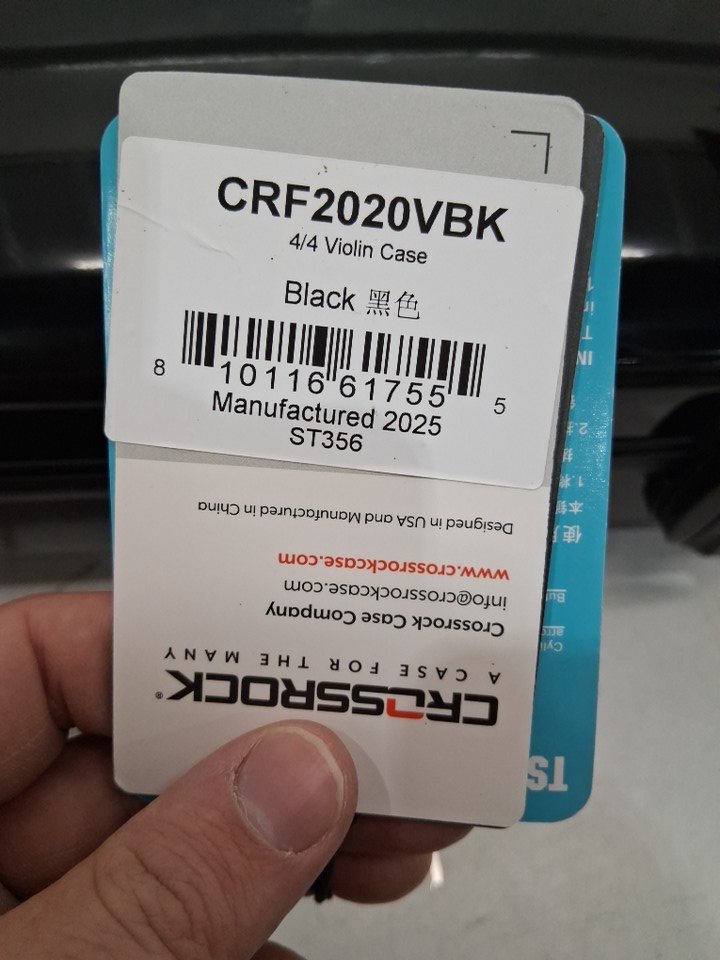 CRF2020VBK
4/4 Violin Case
Black 黑色
8 10116 61755 5
Manufactured 2025
ST356
Designed in USA and Manufactured in China
www.crossrockcase.com
info@crossrockcase.com
Crossrock Case Company
A CASE FOR THE MANY
CROSSROCK®
TS